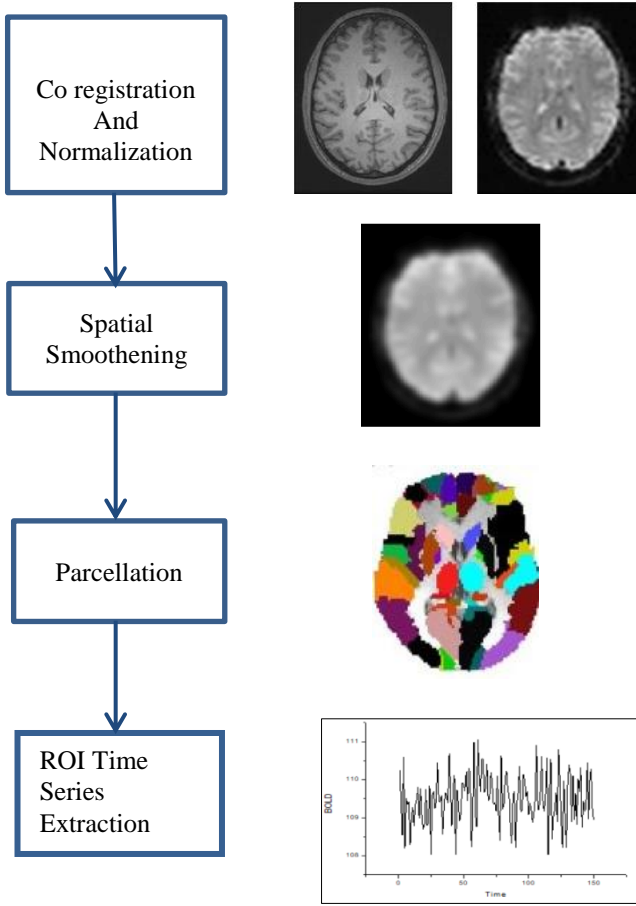 Co registration
And
Normalization
Spatial
Smoothening
Parcellation
ROI Time
Series
Extraction
BOLD
111
110
109
108
0 50 100 150
Time